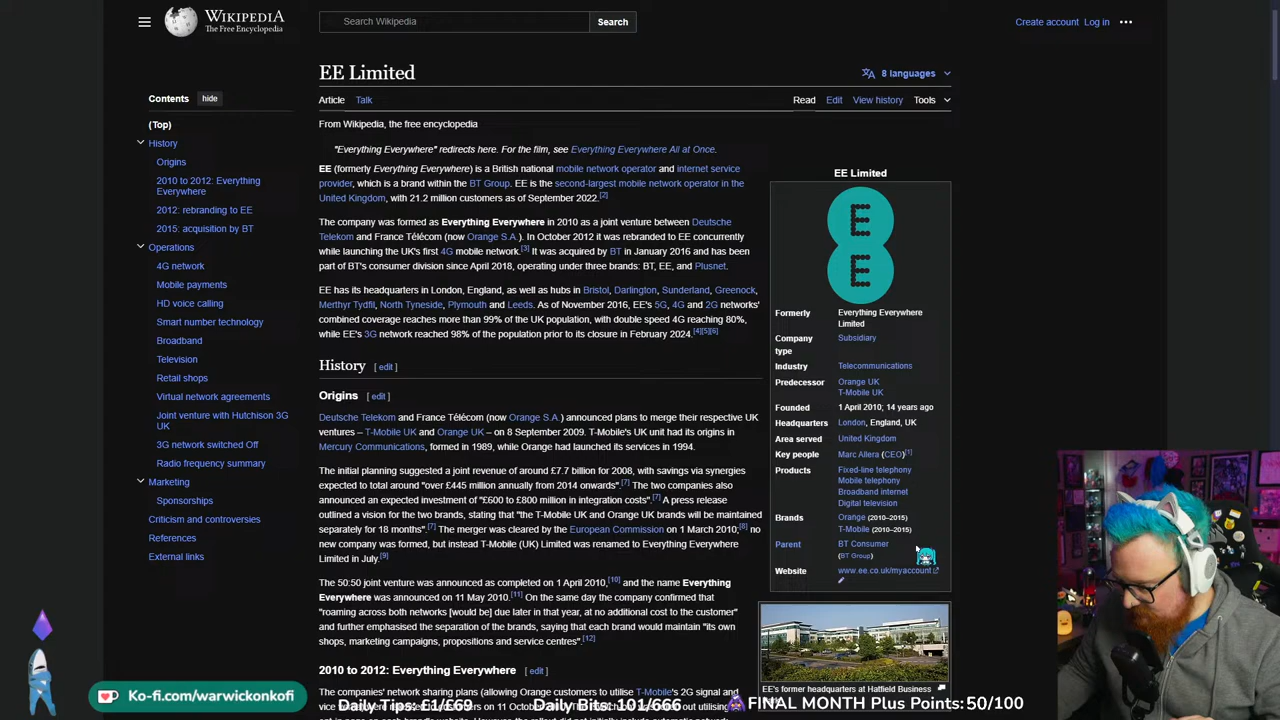 WIKIPEDIA
The Free Encyclopedia
Search Wikipedia
Search
Create account Log in
Contents hide
(Top)
History
Origins
2010 to 2012: Everything
Everywhere
2012: rebranding to EE
2015: acquisition by BT
Operations
4G network
Mobile payments
HD voice calling
Smart number technology
Broadband
Television
Retail shops
Virtual network agreements
Joint venture with Hutchison 3G
UK
3G network switched Off
Radio frequency summary
Marketing
Sponsorships
Criticism and controversies
References
External links
EE Limited
8 languages
Article Talk
Read Edit View history Tools
From Wikipedia, the free encyclopedia
"Everything Everywhere" redirects here. For the film, see Everything Everywhere All at Once.
EE (formerly Everything Everywhere) is a British national mobile network operator and internet service
provider, which is a brand within the BT Group. EE is the second-largest mobile network operator in the
United Kingdom, with 21.2 million customers as of September 2022.[2]
The company was formed as Everything Everywhere in 2010 as a joint venture between Deutsche
Telekom and France Télécom (now Orange S.A.). In October 2012 it was rebranded to EE concurrently
while launching the UK's first 4G mobile network.[3] It was acquired by BT in January 2016 and has been
part of BT's consumer division since April 2018, operating under three brands: BT, EE, and Plusnet.
EE has its headquarters in London, England, as well as hubs in Bristol, Darlington, Sunderland, Greenock,
Merthyr Tydfil, North Tyneside, Plymouth and Leeds. As of November 2016, EE's 5G, 4G and 2G networks'
combined coverage reaches more than 99% of the UK population, with double speed 4G reaching 80%,
while EE's 3G network reached 98% of the population prior to its closure in February 2024.[4][5][6]
History [ edit ]
Origins [ edit ]
Deutsche Telekom and France Télécom (now Orange S.A.) announced plans to merge their respective UK
ventures – T-Mobile UK and Orange UK – on 8 September 2009. T-Mobile's UK unit had its origins in
Mercury Communications, formed in 1989, while Orange had launched its services in 1994.
The initial planning suggested a joint revenue of around £7.7 billion for 2008, with savings via synergies
expected to total around "over £445 million annually from 2014 onwards".[7] The two companies also
announced an expected investment of "£600 to £800 million in integration costs".[7] A press release
outlined a vision for the two brands, stating that "the T-Mobile UK and Orange UK brands will be maintained
separately for 18 months".[7] The merger was cleared by the European Commission on 1 March 2010;[8] no
new company was formed, but instead T-Mobile (UK) Limited was renamed to Everything Everywhere
Limited in July.[9]
The 50:50 joint venture was announced as completed on 1 April 2010,[10] and the name Everything
Everywhere was announced on 11 May 2010.[11] On the same day the company confirmed that
"roaming across both networks [would be] due later in that year, at no additional cost to the customer"
and further emphasised the separation of the brands, saying that each brand would maintain "its own
shops, marketing campaigns, propositions and service centres".[12]
2010 to 2012: Everything Everywhere [ edit ]
The companies' network sharing plans (allowing Orange customers to utilise T-Mobile's 2G signal and
EE Limited
E
E
Formerly Everything Everywhere
Limited
Company
type Subsidiary
Industry Telecommunications
Predecessor Orange UK
T-Mobile UK
Founded 1 April 2010; 14 years ago
Headquarters London, England, UK
Area served United Kingdom
Key people Marc Allera (CEO)[1]
Products Fixed-line telephony
Mobile telephony
Broadband internet
Digital television
Brands Orange (2010–2015)
T-Mobile (2010–2015)
Parent BT Consumer
(BT Group)
Website www.ee.co.uk/myaccount
EE's former headquarters at Hatfield Business
Ko-fi.com/warwickonkofi
Daily Tips: £1/£69 Daily Bits: 101/666 FINAL MONTH Plus Points: 50/100